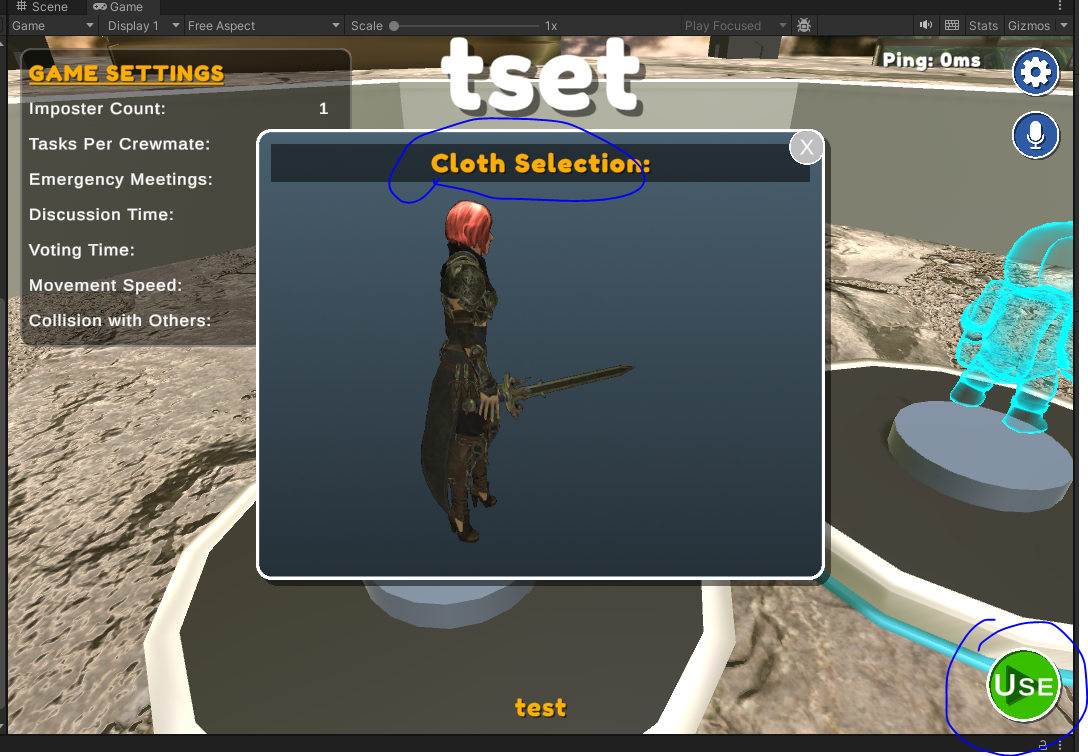 Scene Game
Game Display 1 Free Aspect Scale 1x Play Focused Stats Gizmos
GAME SETTINGS
Imposter Count: 1
Tasks Per Crewmate:
Emergency Meetings:
Discussion Time:
Voting Time:
Movement Speed:
Collision with Others:
tset
Ping: 0ms
Cloth Selection:
X
USE
test